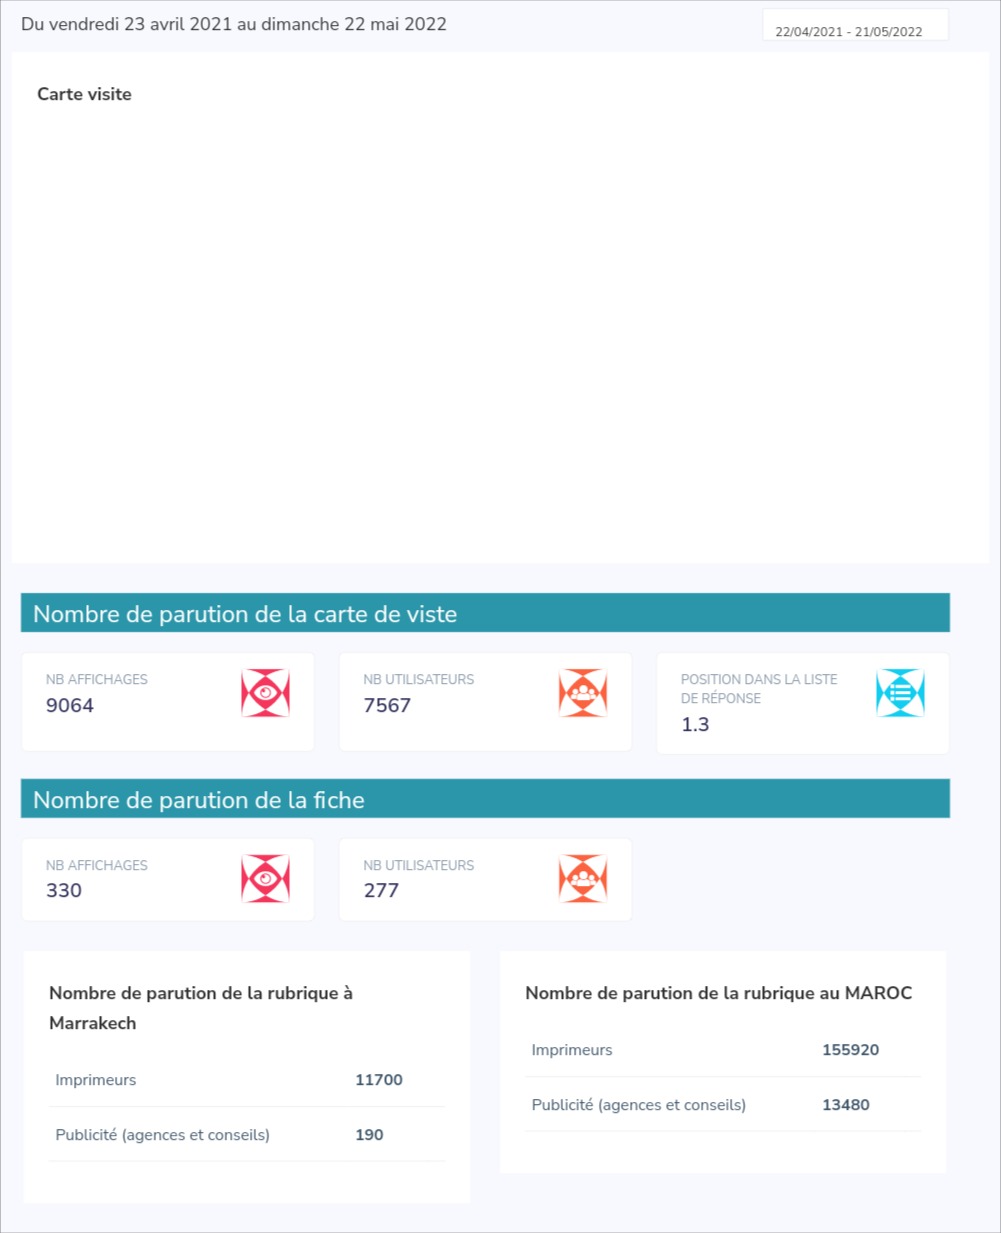 Du vendredi 23 avril 2021 au dimanche 22 mai 2022
22/04/2021 - 21/05/2022
Carte visite
Nombre de parution de la carte de viste
NB AFFICHAGES
9064
NB UTILISATEURS
7567
POSITION DANS LA LISTE
DE RÉPONSE
1.3
Nombre de parution de la fiche
NB AFFICHAGES
330
NB UTILISATEURS
277
Nombre de parution de la rubrique à
Marrakech
Imprimeurs 11700
Publicité (agences et conseils) 190
Nombre de parution de la rubrique au MAROC
Imprimeurs 155920
Publicité (agences et conseils) 13480